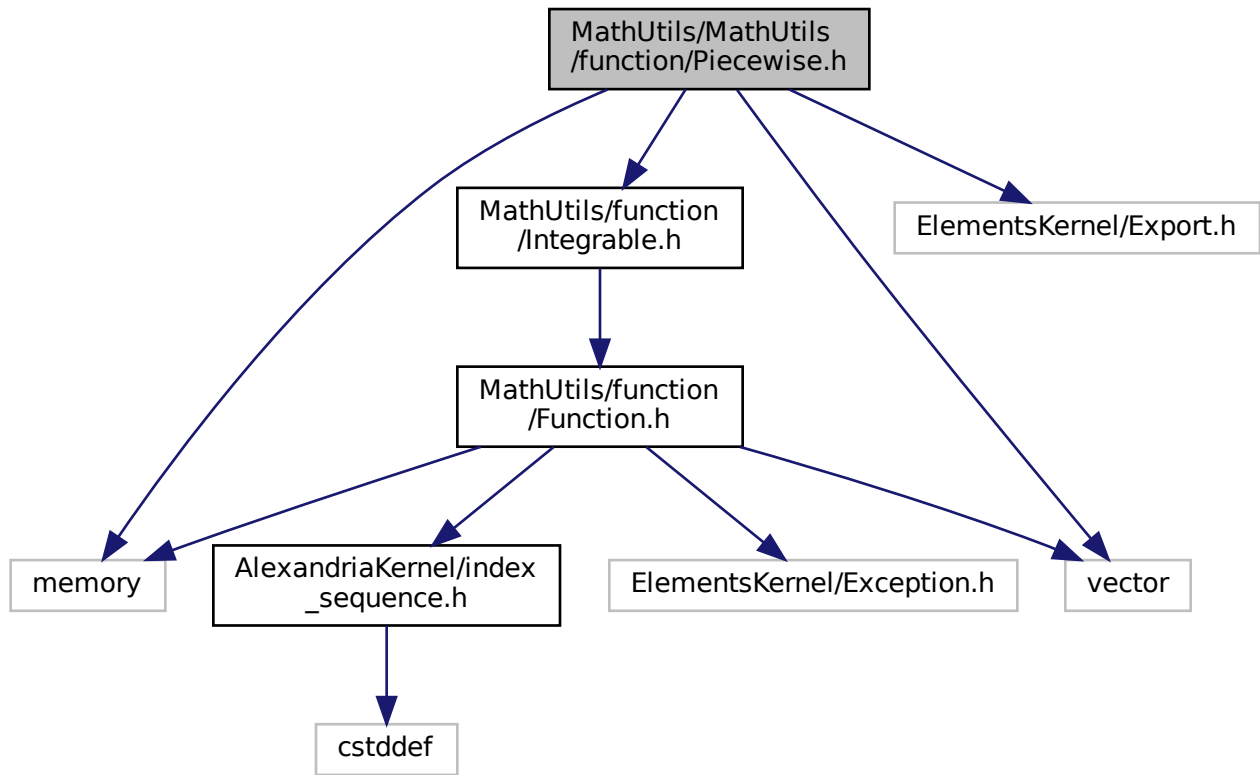 MathUtils/MathUtils
/function/Piecewise.h
MathUtils/function
/Integrable.h
ElementsKernel/Export.h
MathUtils/function
/Function.h
memory
AlexandriaKernel/index
_sequence.h
ElementsKernel/Exception.h
vector
cstddef